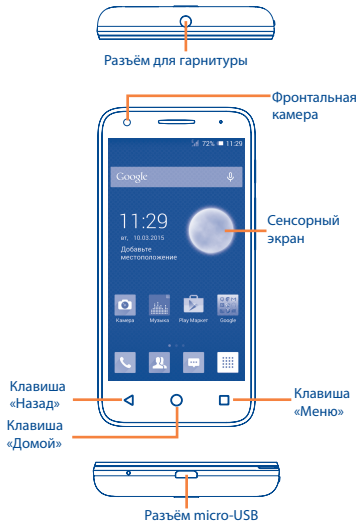 Разъём для гарнитуры
Фронтальная
камера
72% 11:29
Google
11:29
вт, 10.03.2015
Добавьте
местоположение
Сенсорный
экран
Камера Музыка Play Маркет Google
Клавиша
«Назад»
Клавиша
«Меню»
Клавиша
«Домой»
Разъём micro-USB